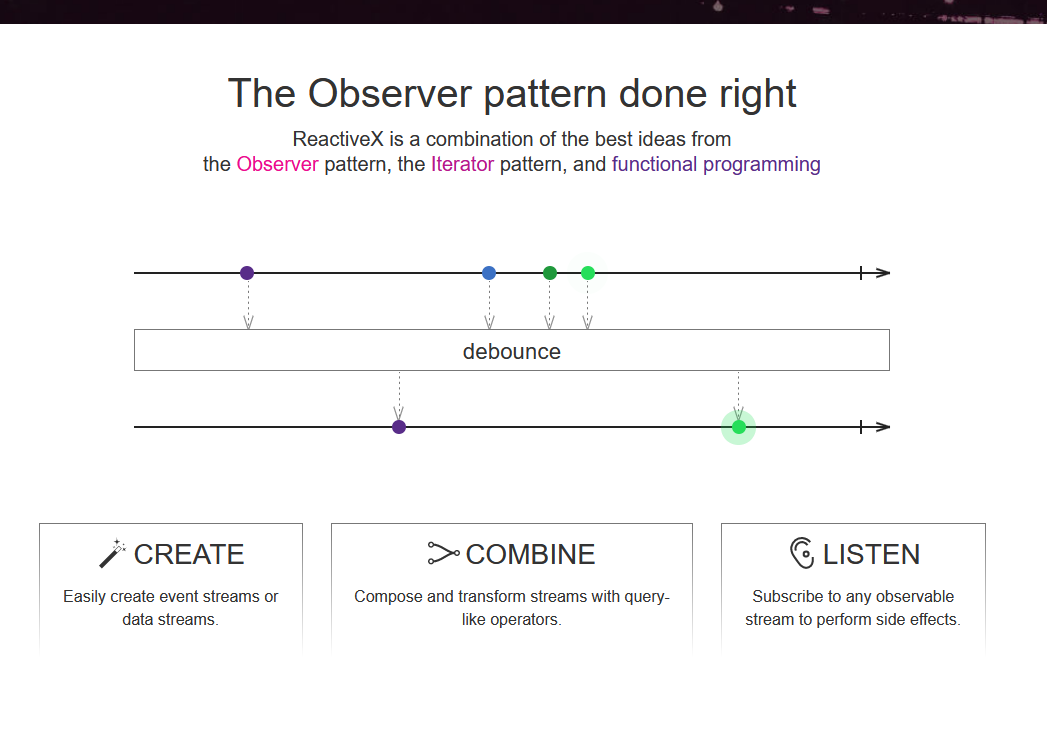 The Observer pattern done right
ReactiveX is a combination of the best ideas from
the Observer pattern, the Iterator pattern, and functional programming
debounce
CREATE
Easily create event streams or
data streams.
COMBINE
Compose and transform streams with query-
like operators.
LISTEN
Subscribe to any observable
stream to perform side effects.